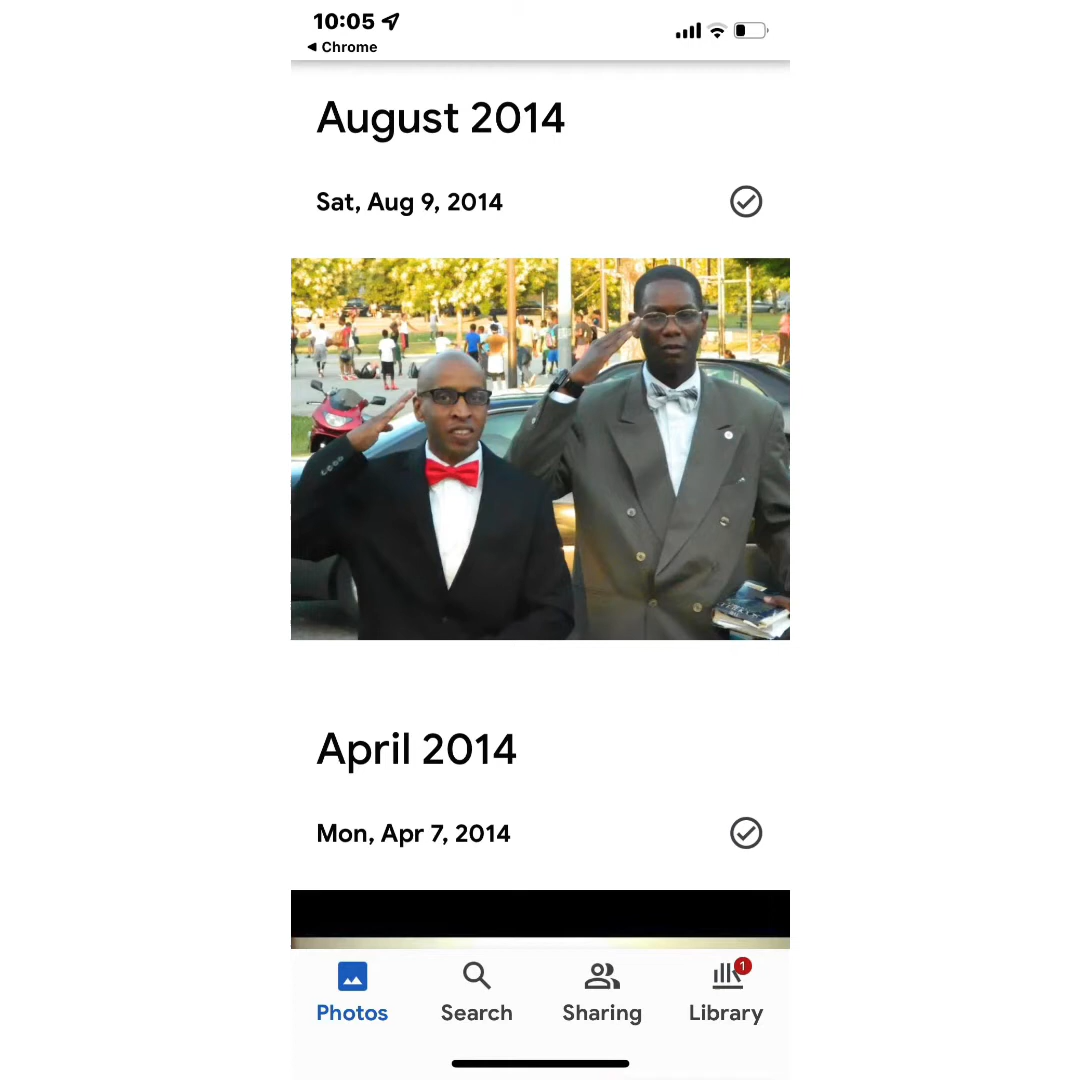 10:05
Chrome
August 2014
Sat, Aug 9, 2014
April 2014
Mon, Apr 7, 2014
1
Photos
Search
Sharing
Library